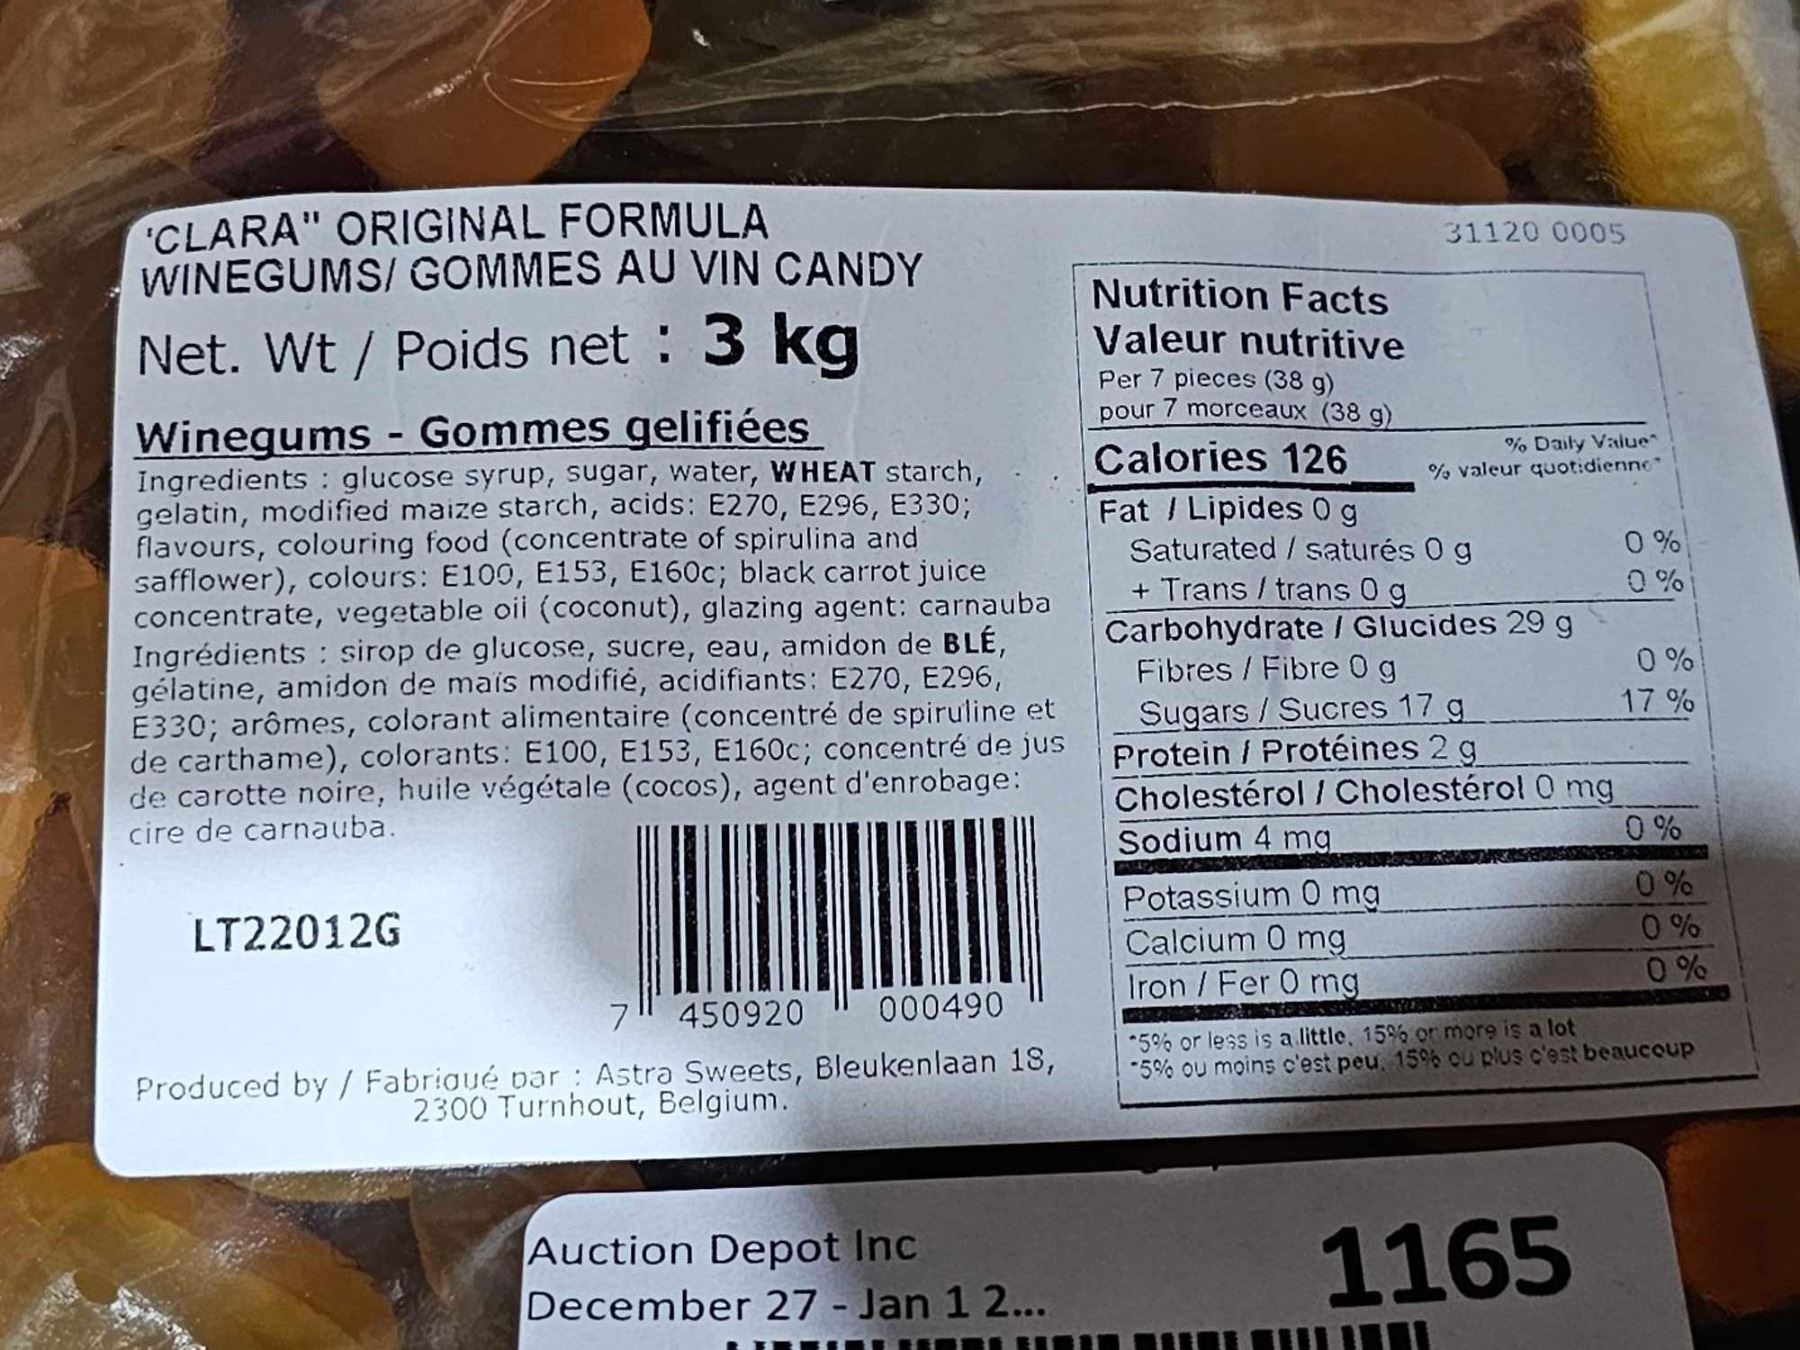 'CLARA" ORIGINAL FORMULA
WINEGUMS/ GOMMES AU VIN CANDY
Net. Wt / Poids net : 3 kg
Winegums - Gommes gelifiées
Ingredients : glucose syrup, sugar, water, WHEAT starch,
gelatin, modified maize starch, acids: E270, E296, E330;
flavours, colouring food (concentrate of spirulina and
safflower), colours: E100, E153, E160c; black carrot juice
concentrate, vegetable oil (coconut), glazing agent: carnauba
Ingrédients : sirop de glucose, sucre, eau, amidon de BLÉ,
gélatine, amidon de maïs modifié, acidifiants: E270, E296,
E330; arômes, colorant alimentaire (concentré de spiruline et
de carthame), colorants: E100, E153, E160c; concentré de jus
de carotte noire, huile végétale (cocos), agent d'enrobage:
cire de carnauba.
LT22012G
7 450920 000490
Produced by / Fabriqué par : Astra Sweets, Bleukenlaan 18,
2300 Turnhout, Belgium.
31120 0005
Nutrition Facts
Valeur nutritive
Per 7 pieces (38 g)
pour 7 morceaux (38 g)
Calories 126
% Daily Value*
% valeur quotidienne*
Fat / Lipides 0 g
Saturated / saturés 0 g 0 %
+ Trans / trans 0 g 0 %
Carbohydrate / Glucides 29 g
Fibres / Fibre 0 g 0 %
Sugars / Sucres 17 g 17 %
Protein / Protéines 2 g
Cholestérol / Cholestérol 0 mg
Sodium 4 mg 0 %
Potassium 0 mg 0 %
Calcium 0 mg 0 %
Iron / Fer 0 mg 0 %
*5% or less is a little, 15% or more is a lot
*5% ou moins c'est peu, 15% ou plus c'est beaucoup
Auction Depot Inc 1165
December 27 - Jan 1 2...